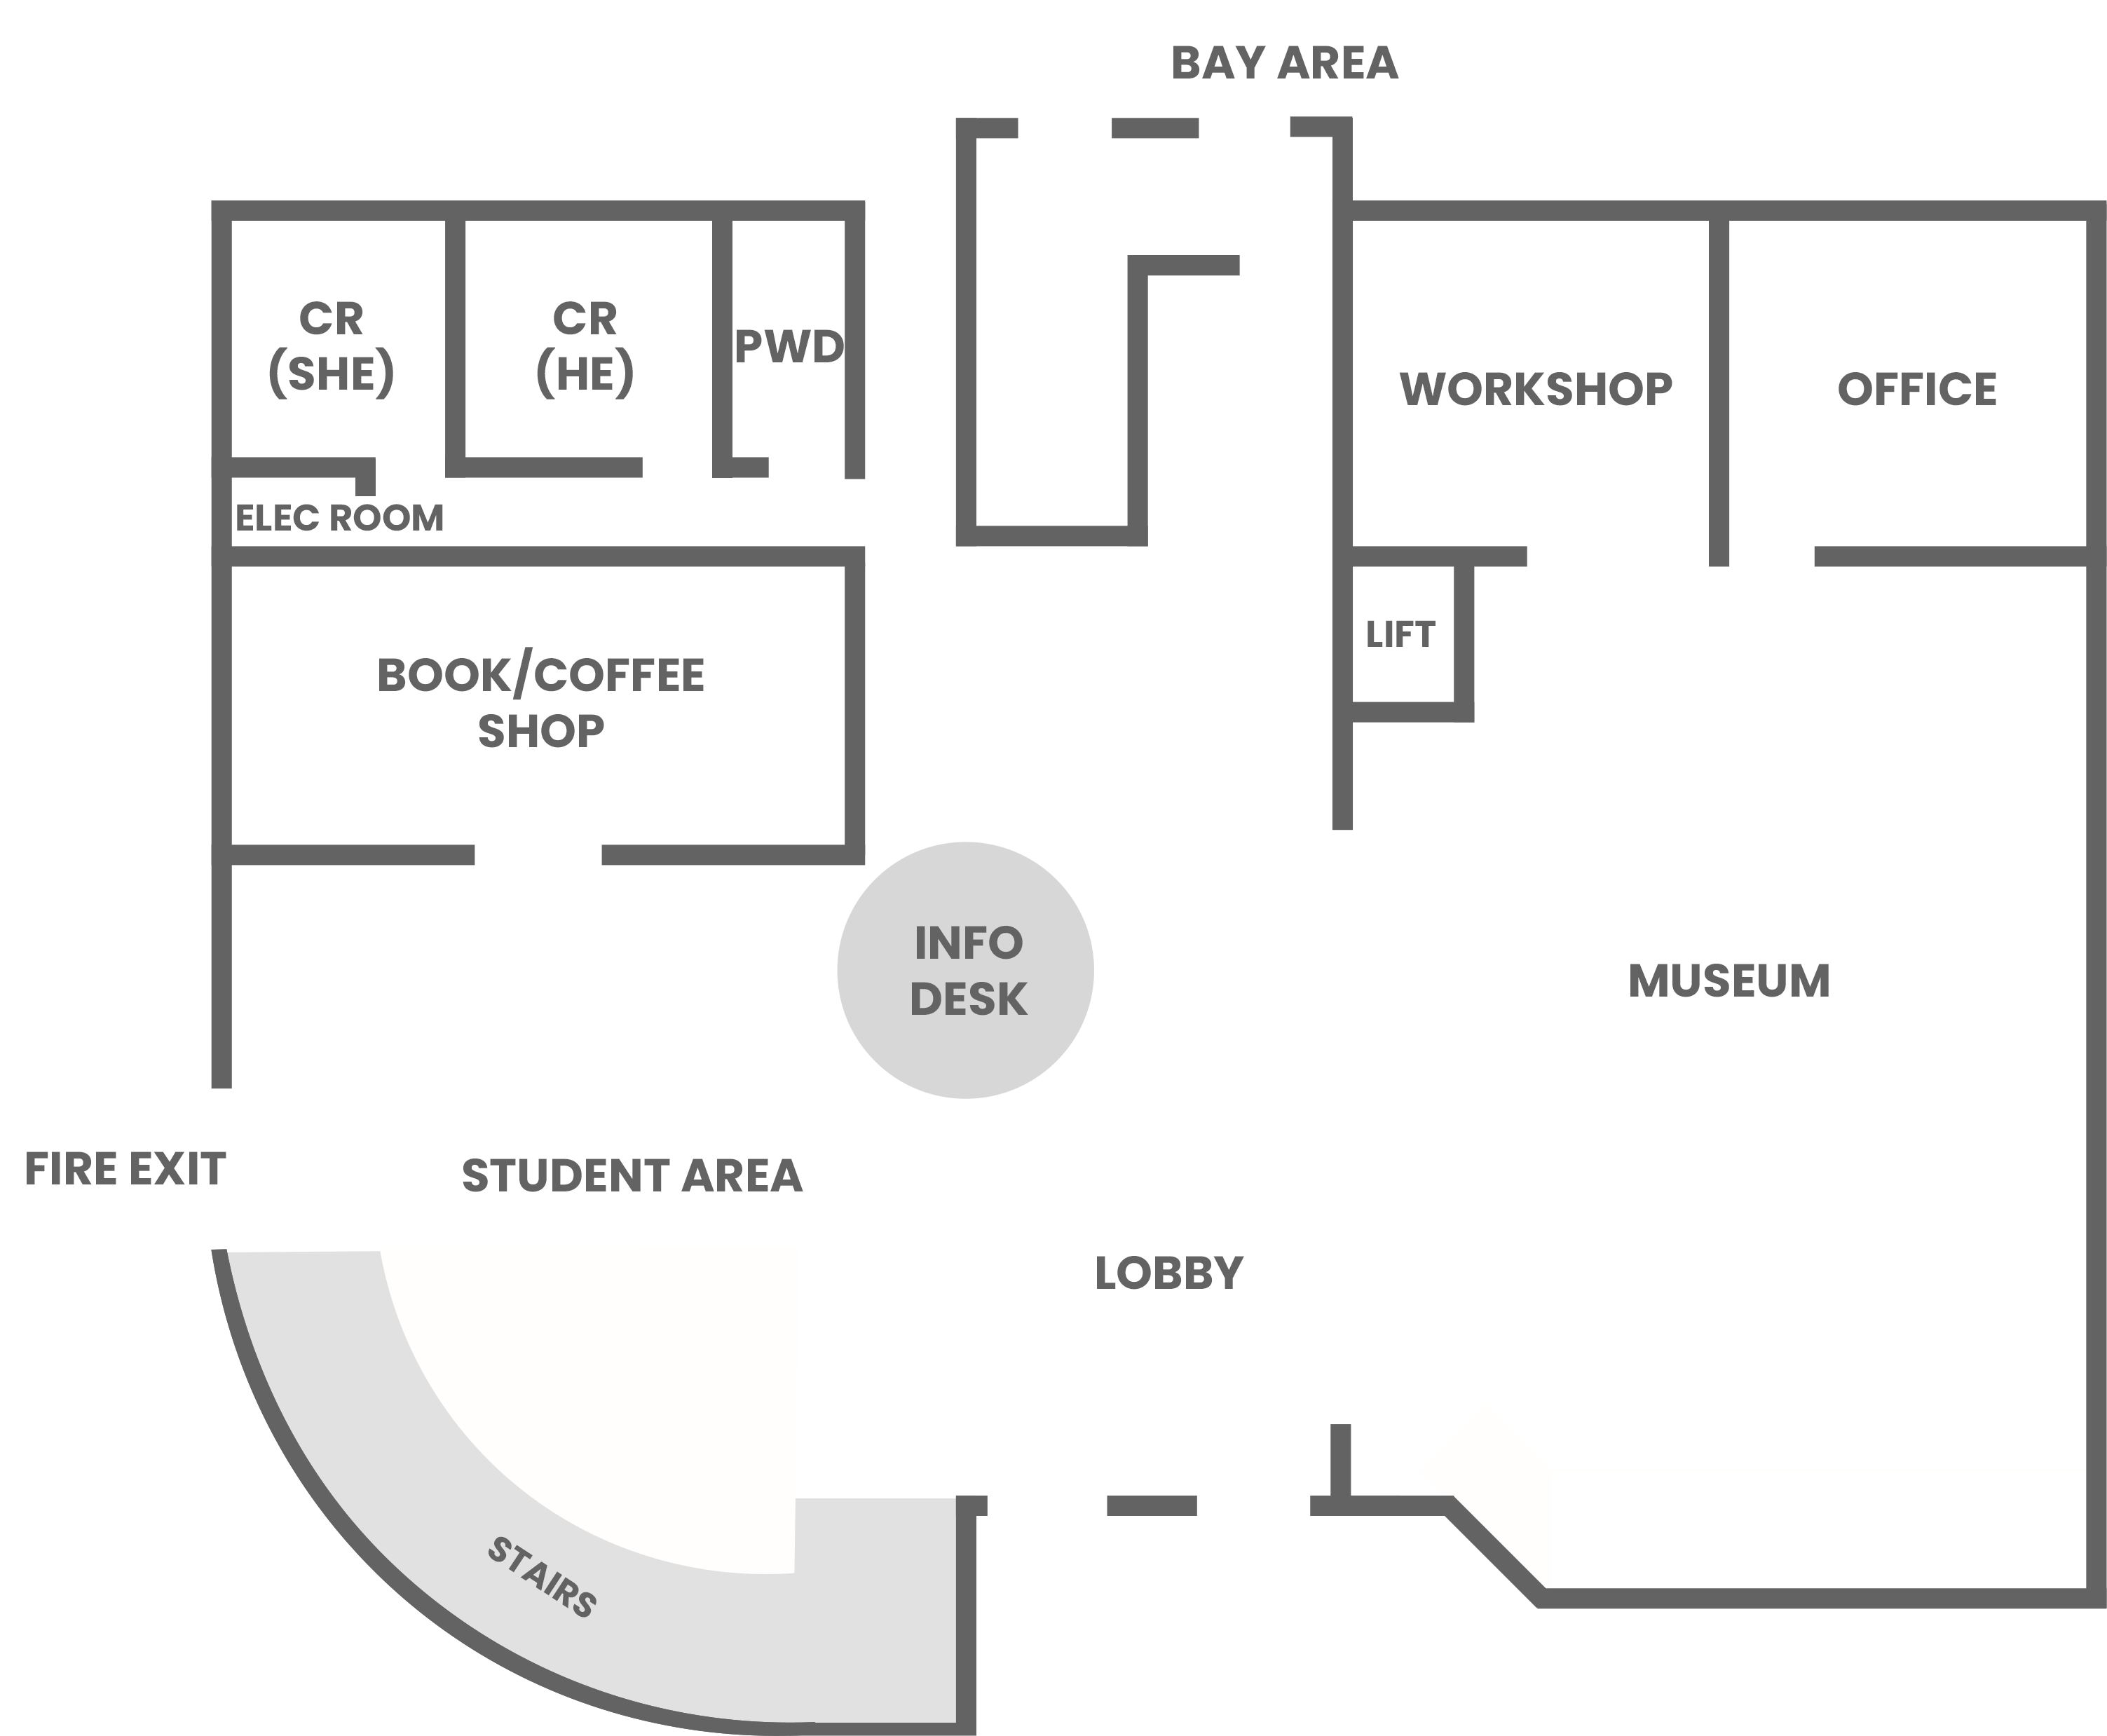 BAY AREA
CR
(SHE)
CR
(HE)
PWD
WORKSHOP
OFFICE
ELEC ROOM
LIFT
BOOK/COFFEE
SHOP
INFO
DESK
MUSEUM
FIRE EXIT
STUDENT AREA
LOBBY
STAIRS